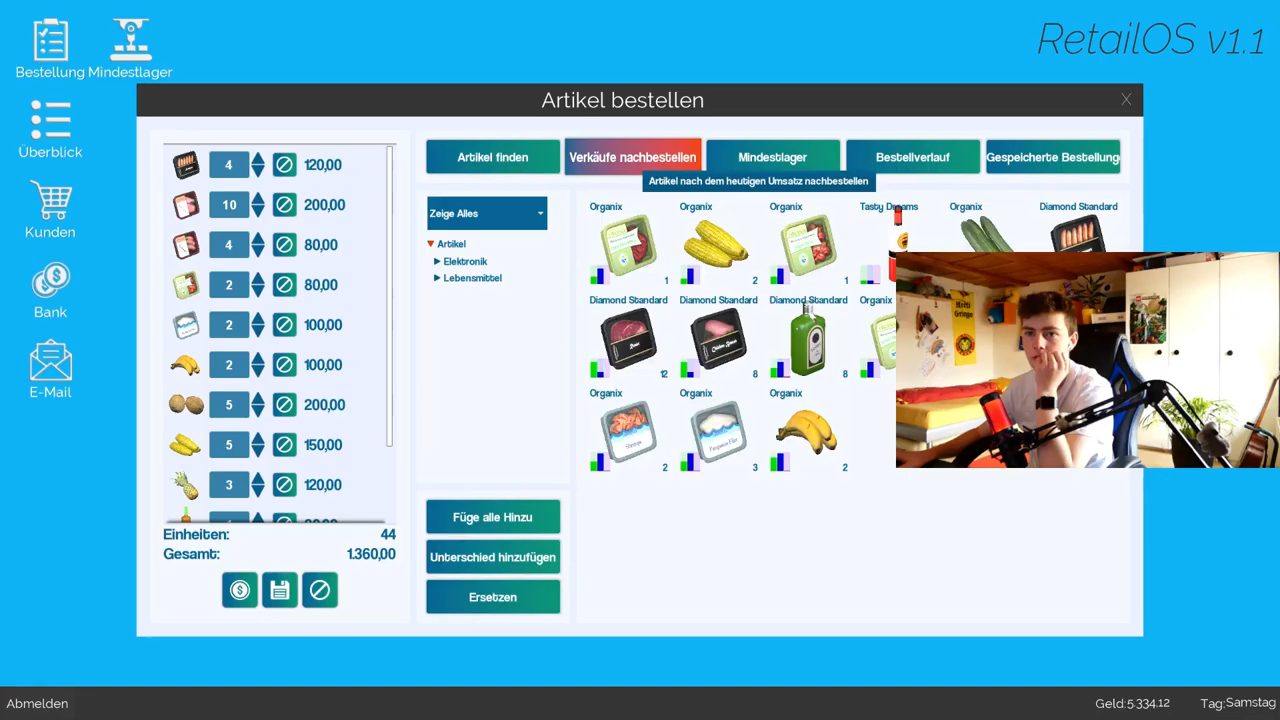 RetailOS v1.1
Bestellung
Mindestlager
Überblick
Kunden
Bank
E-Mail
Artikel bestellen
X
4 120,00
10 200,00
4 80,00
2 80,00
2 100,00
2 100,00
5 200,00
5 150,00
3 120,00
Einheiten: 44
Gesamt: 1.360,00
Artikel finden
Verkäufe nachbestellen
Mindestlager
Bestellverlauf
Gespeicherte Bestellung
Artikel nach dem heutigen Umsatz nachbestellen
Zeige Alles
Artikel
Elektronik
Lebensmittel
Füge alle Hinzu
Unterschied hinzufügen
Ersetzen
Organix Organix Organix Tasty Dreams Organix Diamond Standard
1 2 1
Diamond Standard Diamond Standard Diamond Standard Organix
12 8 8
Organix Organix Organix
2 3 2
Abmelden
Geld:5.334,12
Tag:Samstag